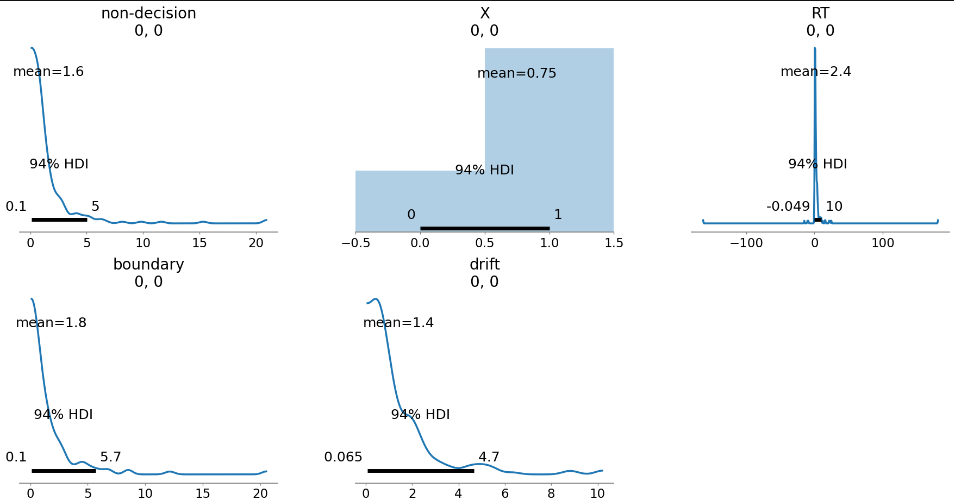 non-decision
0, 0
mean=1.6
94% HDI
0.1
5
0
5
10
15
20
X
0, 0
mean=0.75
94% HDI
0
1
−0.5
0.0
0.5
1.0
1.5
RT
0, 0
mean=2.4
94% HDI
-0.049
10
−100
0
100
boundary
0, 0
mean=1.8
94% HDI
0.1
5.7
0
5
10
15
20
drift
0, 0
mean=1.4
94% HDI
0.065
4.7
0
2
4
6
8
10